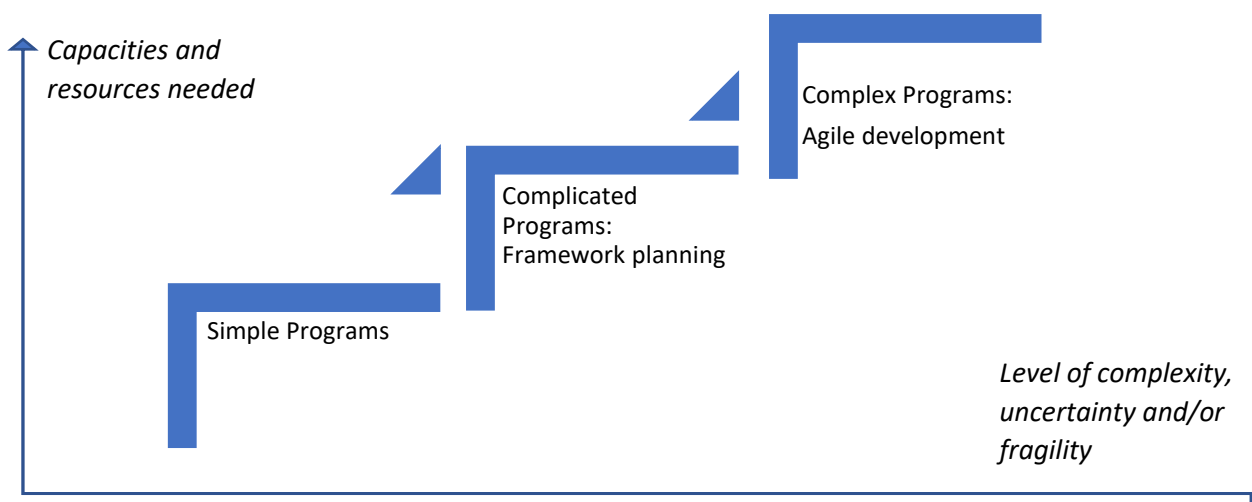 Capacities and
resources needed
Complex Programs:
Agile development
Complicated
Programs:
Framework planning
Simple Programs
Level of complexity,
uncertainty and/or
fragility